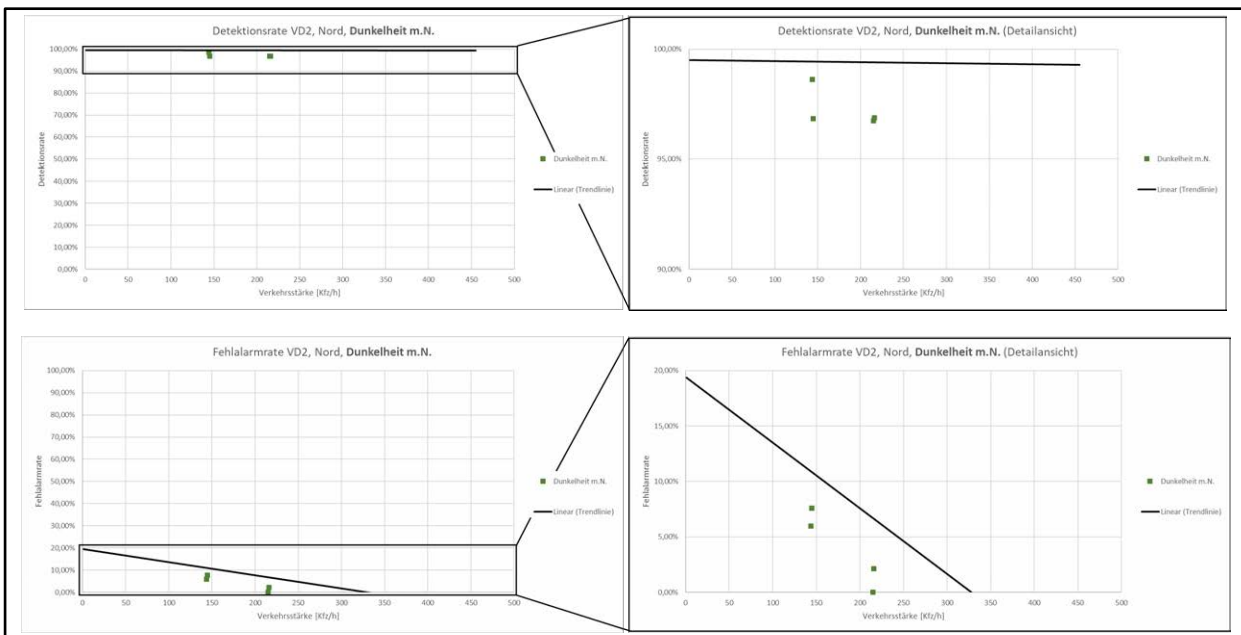 Detektionsrate VD2, Nord, Dunkelheit m.N.
100,00%
90,00%
80,00%
70,00%
60,00%
50,00%
40,00%
30,00%
20,00%
10,00%
0,00%
Detektionsrate
0 50 100 150 200 250 300 350 400 450 500
Verkehrsstärke [Kfz/h]
Dunkelheit m.N.
Linear (Trendlinie)
Detektionsrate VD2, Nord, Dunkelheit m.N. (Detailansicht)
100,00%
95,00%
90,00%
Detektionsrate
0 50 100 150 200 250 300 350 400 450 500
Verkehrsstärke [Kfz/h]
Dunkelheit m.N.
Linear (Trendlinie)
Fehlalarmrate VD2, Nord, Dunkelheit m.N.
100,00%
90,00%
80,00%
70,00%
60,00%
50,00%
40,00%
30,00%
20,00%
10,00%
0,00%
Fehlalarmrate
0 50 100 150 200 250 300 350 400 450 500
Verkehrsstärke [Kfz/h]
Dunkelheit m.N.
Linear (Trendlinie)
Fehlalarmrate VD2, Nord, Dunkelheit m.N. (Detailansicht)
20,00%
15,00%
10,00%
5,00%
0,00%
Fehlalarmrate
0 50 100 150 200 250 300 350 400 450 500
Verkehrsstärke [Kfz/h]
Dunkelheit m.N.
Linear (Trendlinie)